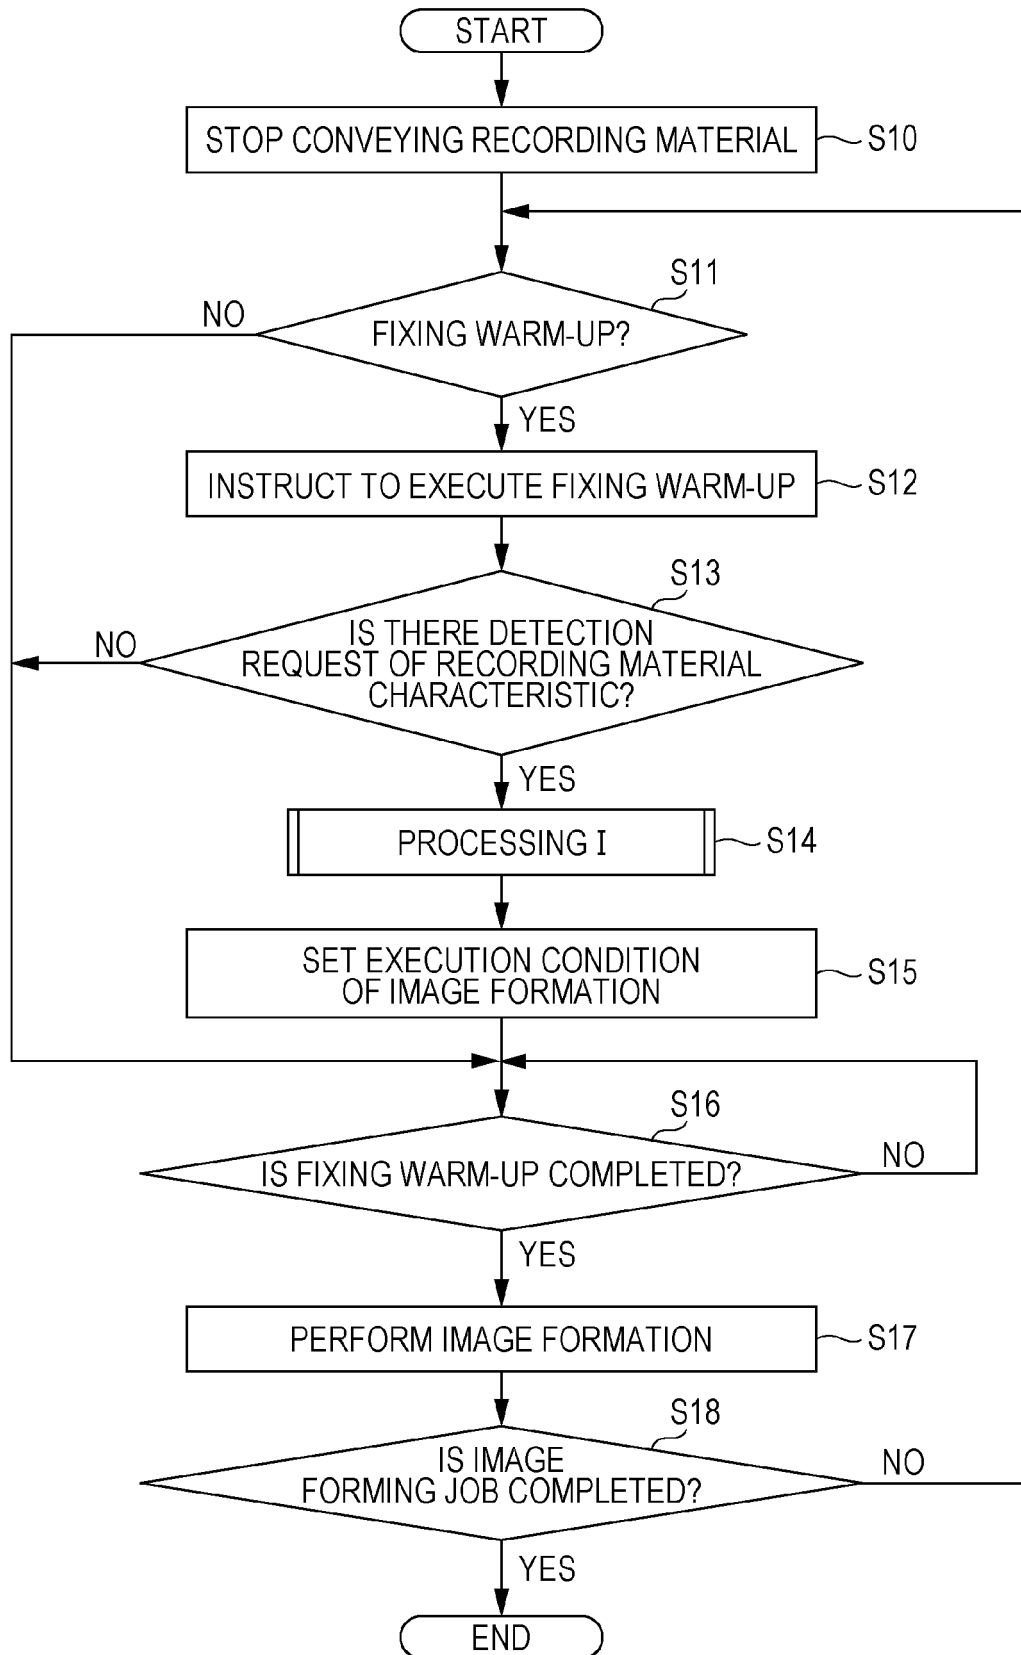 START
STOP CONVEYING RECORDING MATERIAL
S10
S11
NO
FIXING WARM-UP?
YES
INSTRUCT TO EXECUTE FIXING WARM-UP
S12
S13
NO
IS THERE DETECTION
REQUEST OF RECORDING MATERIAL
CHARACTERISTIC?
YES
PROCESSING I
S14
SET EXECUTION CONDITION
OF IMAGE FORMATION
S15
S16
IS FIXING WARM-UP COMPLETED?
NO
YES
PERFORM IMAGE FORMATION
S17
S18
IS IMAGE
FORMING JOB COMPLETED?
NO
YES
END